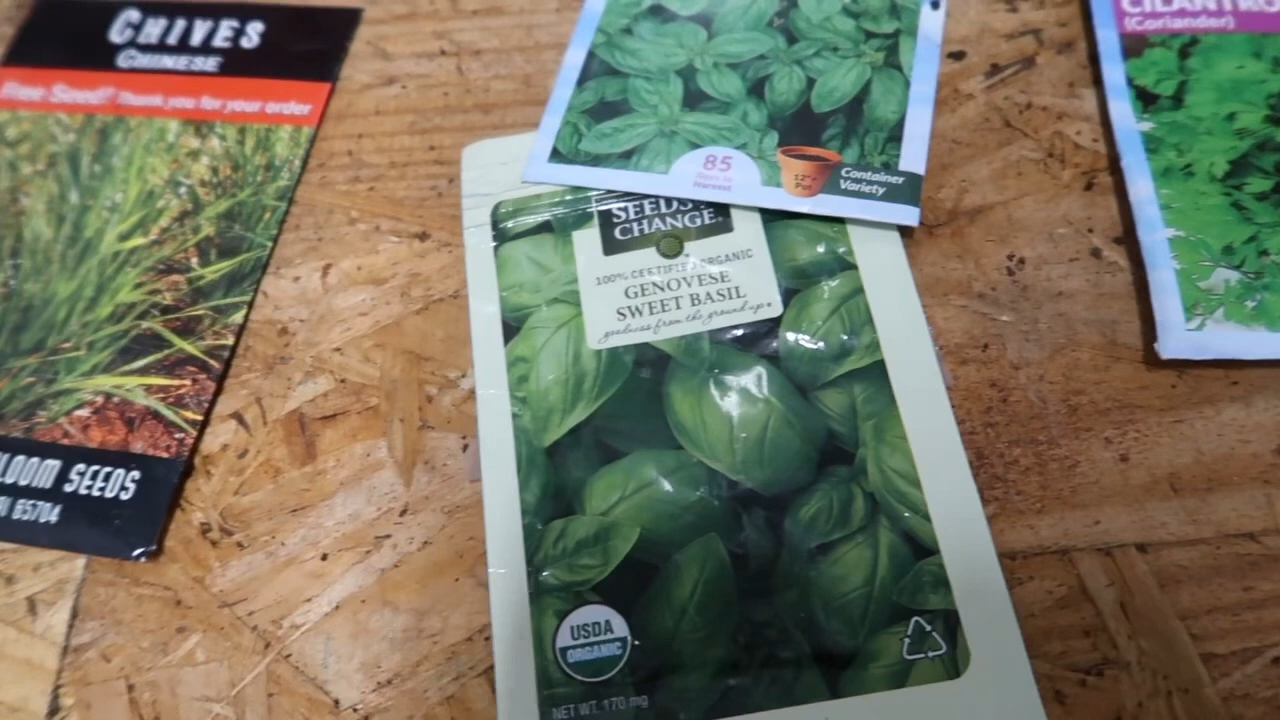 CHIVES
CHINESE
Free Seed! Thank you for your order
LOOM SEEDS
65704
85
Days to
Harvest
12"+
Pot
Container
Variety
SEEDS
CHANGE
100% CERTIFIED ORGANIC
GENOVESE
SWEET BASIL
goodness from the ground up
USDA
ORGANIC
NET WT. 170 mg
CILANTRO
(Coriander)